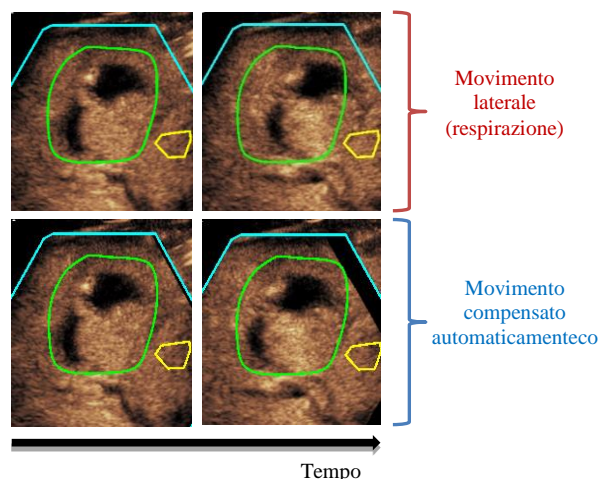 Movimento
laterale
(respirazione)
Movimento
compensato
automaticamenteco
Tempo